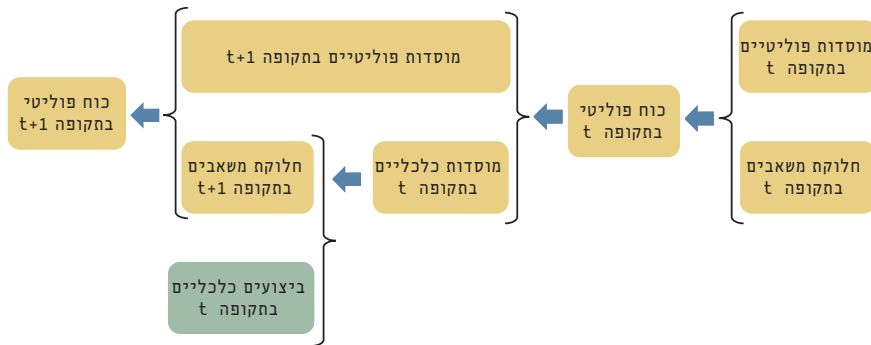 מוסדות פוליטיים
בתקופה t
חלוקת משאבים
בתקופה t
כוח פוליטי
בתקופה t
מוסדות פוליטיים בתקופה t+1
מוסדות כלכליים
בתקופה t
חלוקת משאבים
בתקופה t+1
ביצועים כלכליים
בתקופה t
כוח פוליטי
בתקופה t+1